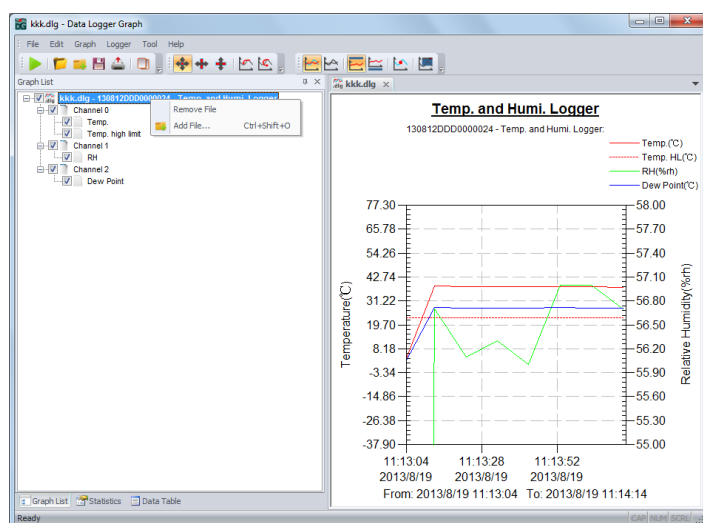 kkk.dlg - Data Logger Graph
File Edit Graph Logger Tool Help
Graph List
kkk.dlg - 130812DDD0000024 - Temp. and Humi. Logger
Channel 0
Temp.
Temp. high limit
Channel 1
RH
Channel 2
Dew Point
Remove File
Add File... Ctrl+Shift+O
kkk.dlg
Temp. and Humi. Logger
130812DDD0000024 - Temp. and Humi. Logger:
Temp.(℃)
Temp. HL(℃)
RH(%rh)
Dew Point(℃)
Temperature(℃)
77.30
65.78
54.26
42.74
31.22
19.70
8.18
-3.34
-14.86
-26.38
-37.90
58.00
57.70
57.40
57.10
56.80
56.50
56.20
55.90
55.60
55.30
55.00
Relative Humidity(%rh)
11:13:04 11:13:28 11:13:52
2013/8/19 2013/8/19 2013/8/19
From: 2013/8/19 11:13:04 To: 2013/8/19 11:14:14
Graph List Statistics Data Table
Ready
CAP NUM SCRL